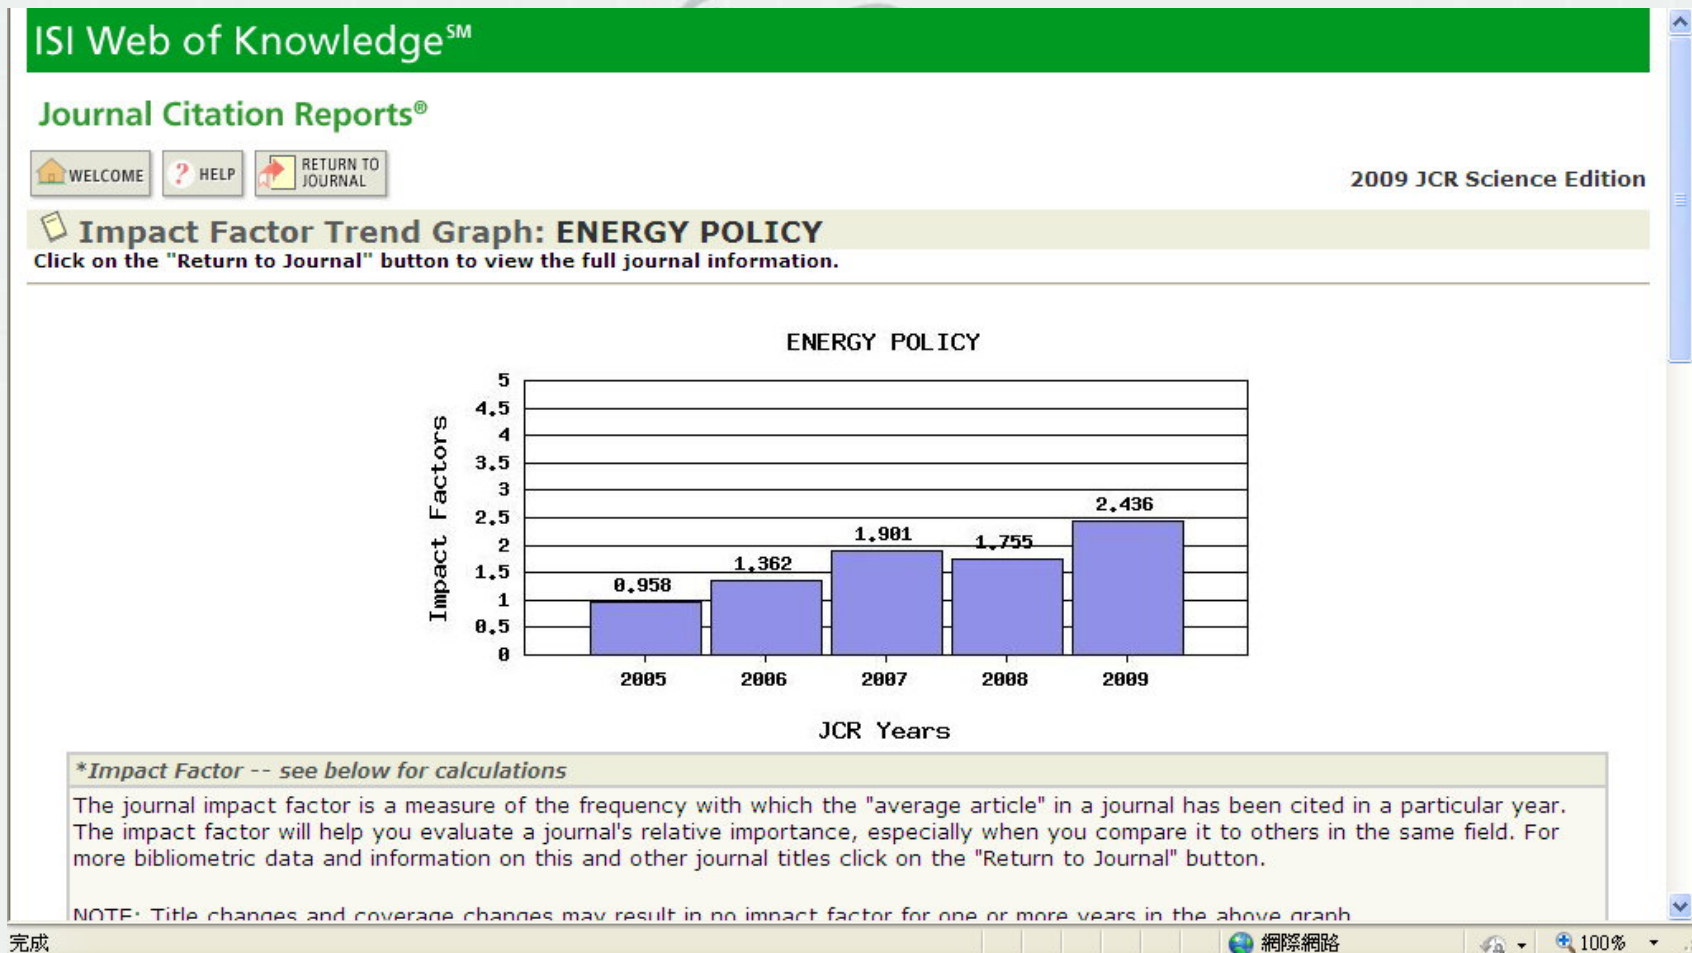 ISI Web of Knowledge℠
Journal Citation Reports®
WELCOME
? HELP
RETURN TO
JOURNAL
2009 JCR Science Edition
Impact Factor Trend Graph: ENERGY POLICY
Click on the "Return to Journal" button to view the full journal information.
ENERGY POLICY
Impact Factors
5
4.5
4
3.5
3
2.5
2
1.5
1
0.5
0
0.958
1.362
1.901
1.755
2.436
2005 2006 2007 2008 2009
JCR Years
*Impact Factor -- see below for calculations
The journal impact factor is a measure of the frequency with which the "average article" in a journal has been cited in a particular year.
The impact factor will help you evaluate a journal's relative importance, especially when you compare it to others in the same field. For
more bibliometric data and information on this and other journal titles click on the "Return to Journal" button.
NOTE: Title changes and coverage changes may result in no impact factor for one or more years in the above graph
完成
網際網路
100%